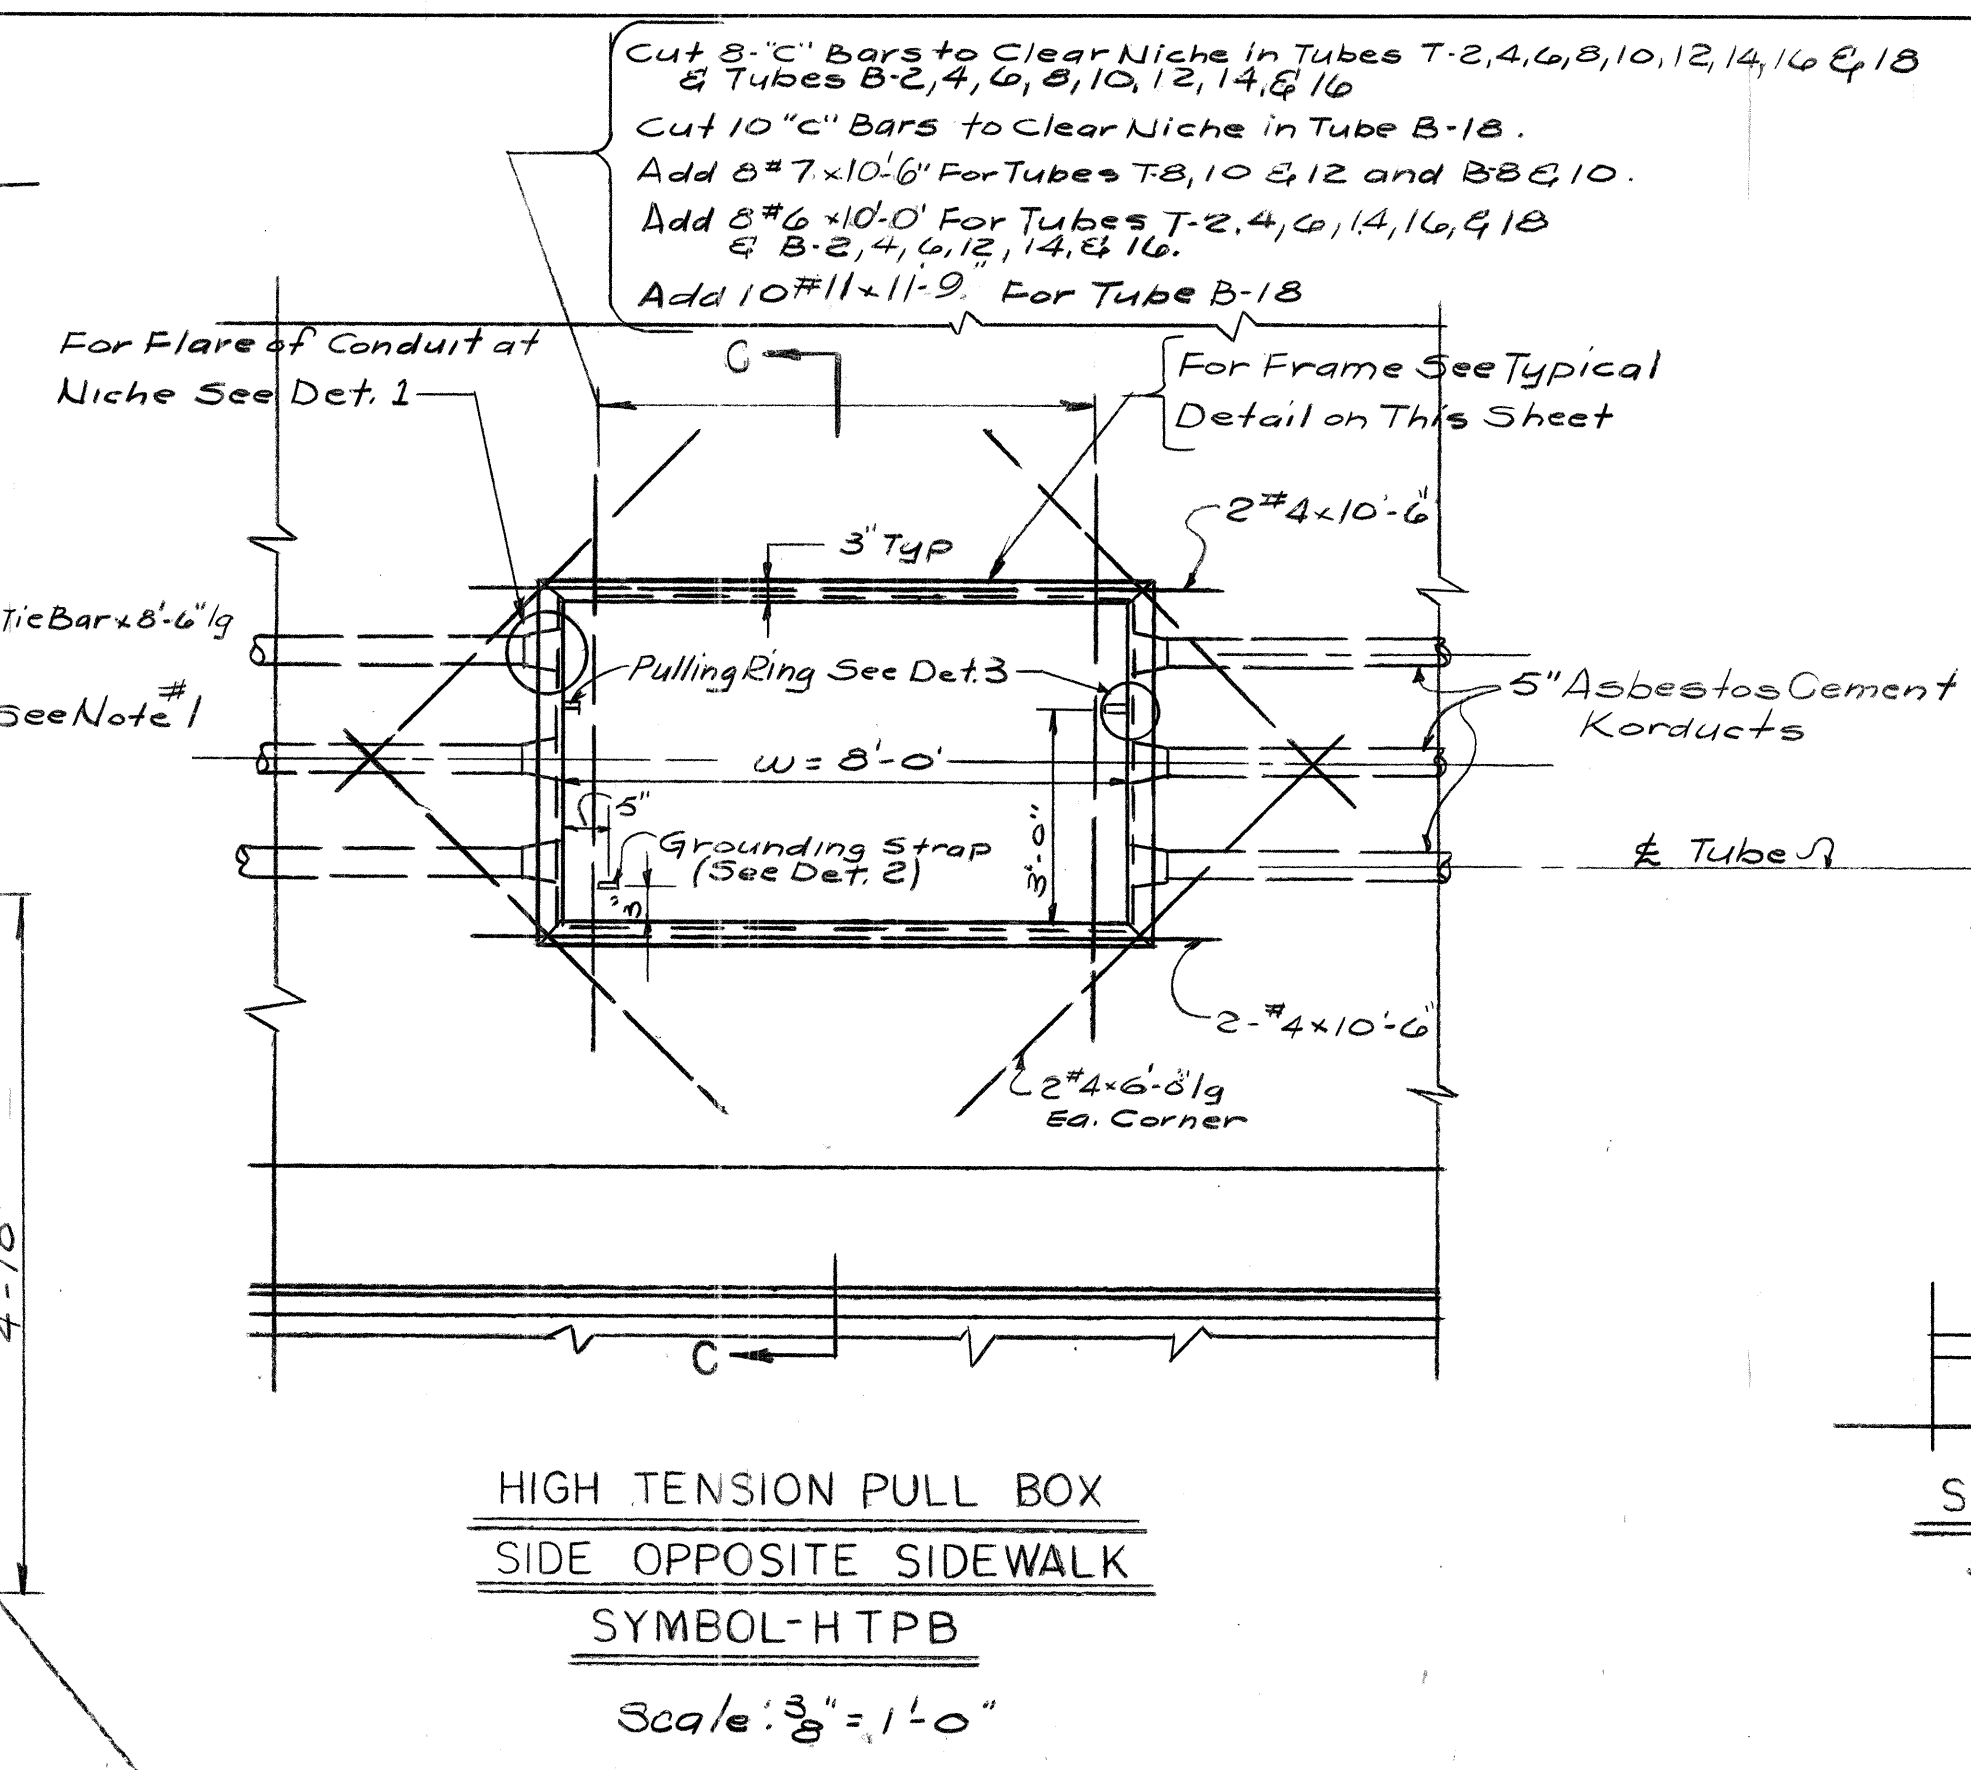 Cut 8-"C" Bars to Clear Niche in Tubes T-2,4,6,8,10,12,14,16 & 18
& Tubes B-2,4,6,8,10,12,14,& 16
Cut 10 "C" Bars to Clear Niche in Tube B-18.
Add 8#7x10'-6" For Tubes T-8,10 & 12 and B-8 & 10.
Add 8#6x10'-0" For Tubes T-2,4,6,14,16,& 18
& B-2,4,6,12,14,& 16.
Add 10#11x11'-9" For Tube B-18
For Flare of Conduit at
Niche See Det. 1
C
For Frame See Typical
Detail on This Sheet
2#4x10'-6"
3" Typ
Tie Bar x 8'-6" lg
See Note #1
Pulling Ring See Det. 3
5" Asbestos Cement
Korducts
w = 8'-0"
5"
3'-0"
Grounding Strap
(See Det. 2)
3"
℄ Tube
2-#4x10'-6"
2#4x6'-8" lg
Ea. Corner
4'-10"
C
HIGH TENSION PULL BOX
SIDE OPPOSITE SIDEWALK
SYMBOL-HTPB
Scale: 3/8" = 1'-0"
S